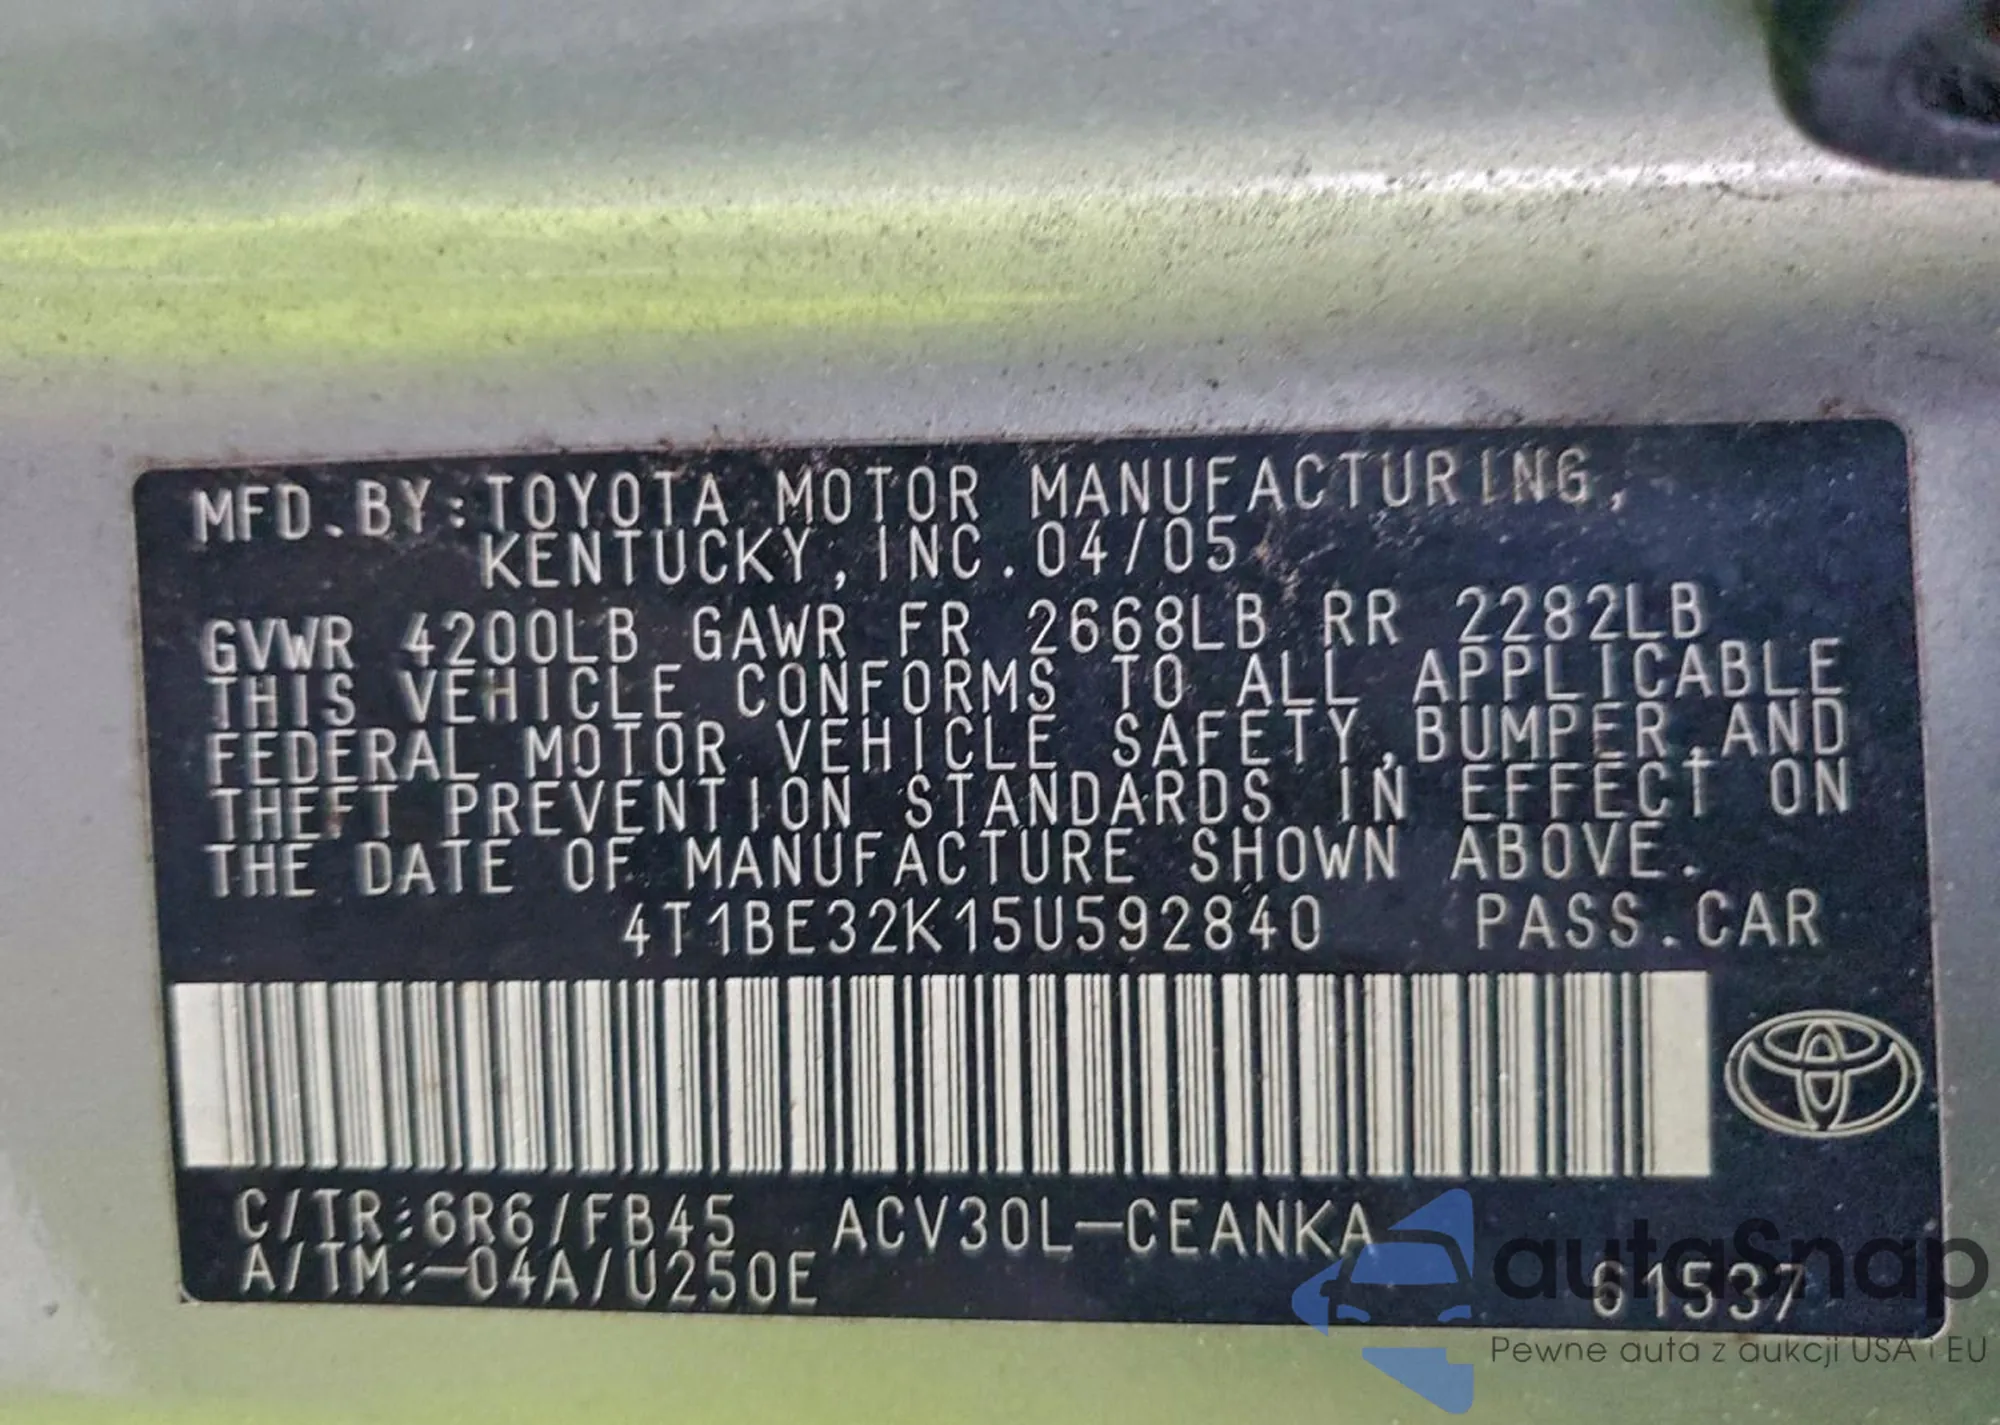 MFD.BY:TOYOTA MOTOR MANUFACTURING,
KENTUCKY, INC.04/05
GVWR 4200LB GAWR FR 2668LB RR 2282LB
THIS VEHICLE CONFORMS TO ALL APPLICABLE
FEDERAL MOTOR VEHICLE SAFETY,BUMPER,AND
THEFT PREVENTION STANDARDS IN EFFECT ON
THE DATE OF MANUFACTURE SHOWN ABOVE.
4T1BE32K15U592840 PASS.CAR
C/TR:6R6/FB45 ACV30L-CEANKA
A/TM:-04A/U250E 61537
autasnap
Pewne auta z aukcji USA i EU